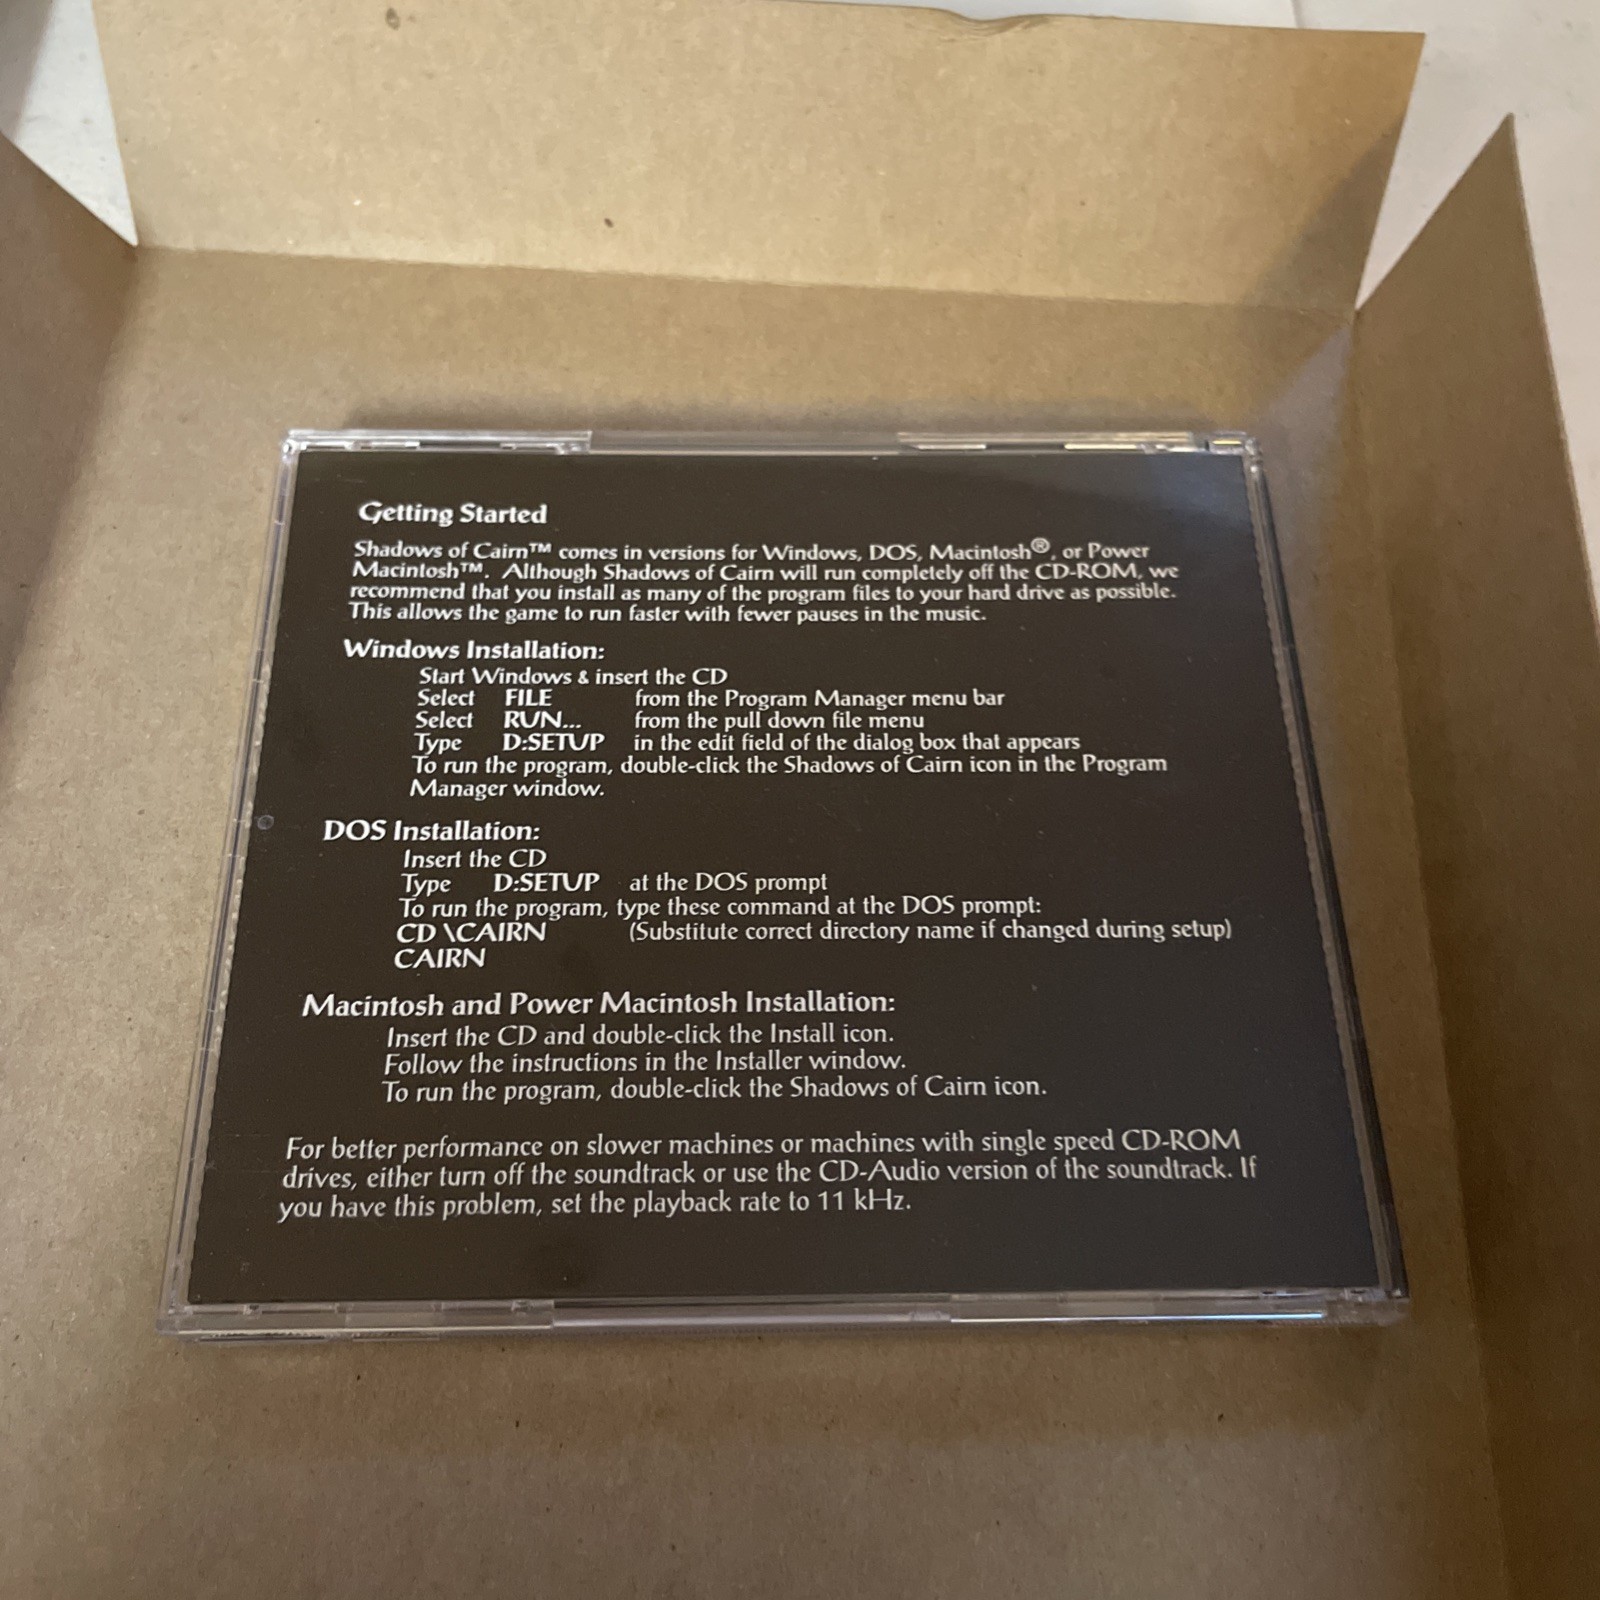 Getting Started
Shadows of Cairn™ comes in versions for Windows, DOS, Macintosh®, or Power
Macintosh™. Although Shadows of Cairn will run completely off the CD-ROM, we
recommend that you install as many of the program files to your hard drive as possible.
This allows the game to run faster with fewer pauses in the music.
Windows Installation:
Start Windows & insert the CD
Select FILE from the Program Manager menu bar
Select RUN... from the pull down file menu
Type D:SETUP in the edit field of the dialog box that appears
To run the program, double-click the Shadows of Cairn icon in the Program
Manager window.
DOS Installation:
Insert the CD
Type D:SETUP at the DOS prompt
To run the program, type these command at the DOS prompt:
CD \CAIRN (Substitute correct directory name if changed during setup)
CAIRN
Macintosh and Power Macintosh Installation:
Insert the CD and double-click the Install icon.
Follow the instructions in the Installer window.
To run the program, double-click the Shadows of Cairn icon.
For better performance on slower machines or machines with single speed CD-ROM
drives, either turn off the soundtrack or use the CD-Audio version of the soundtrack. If
you have this problem, set the playback rate to 11 kHz.